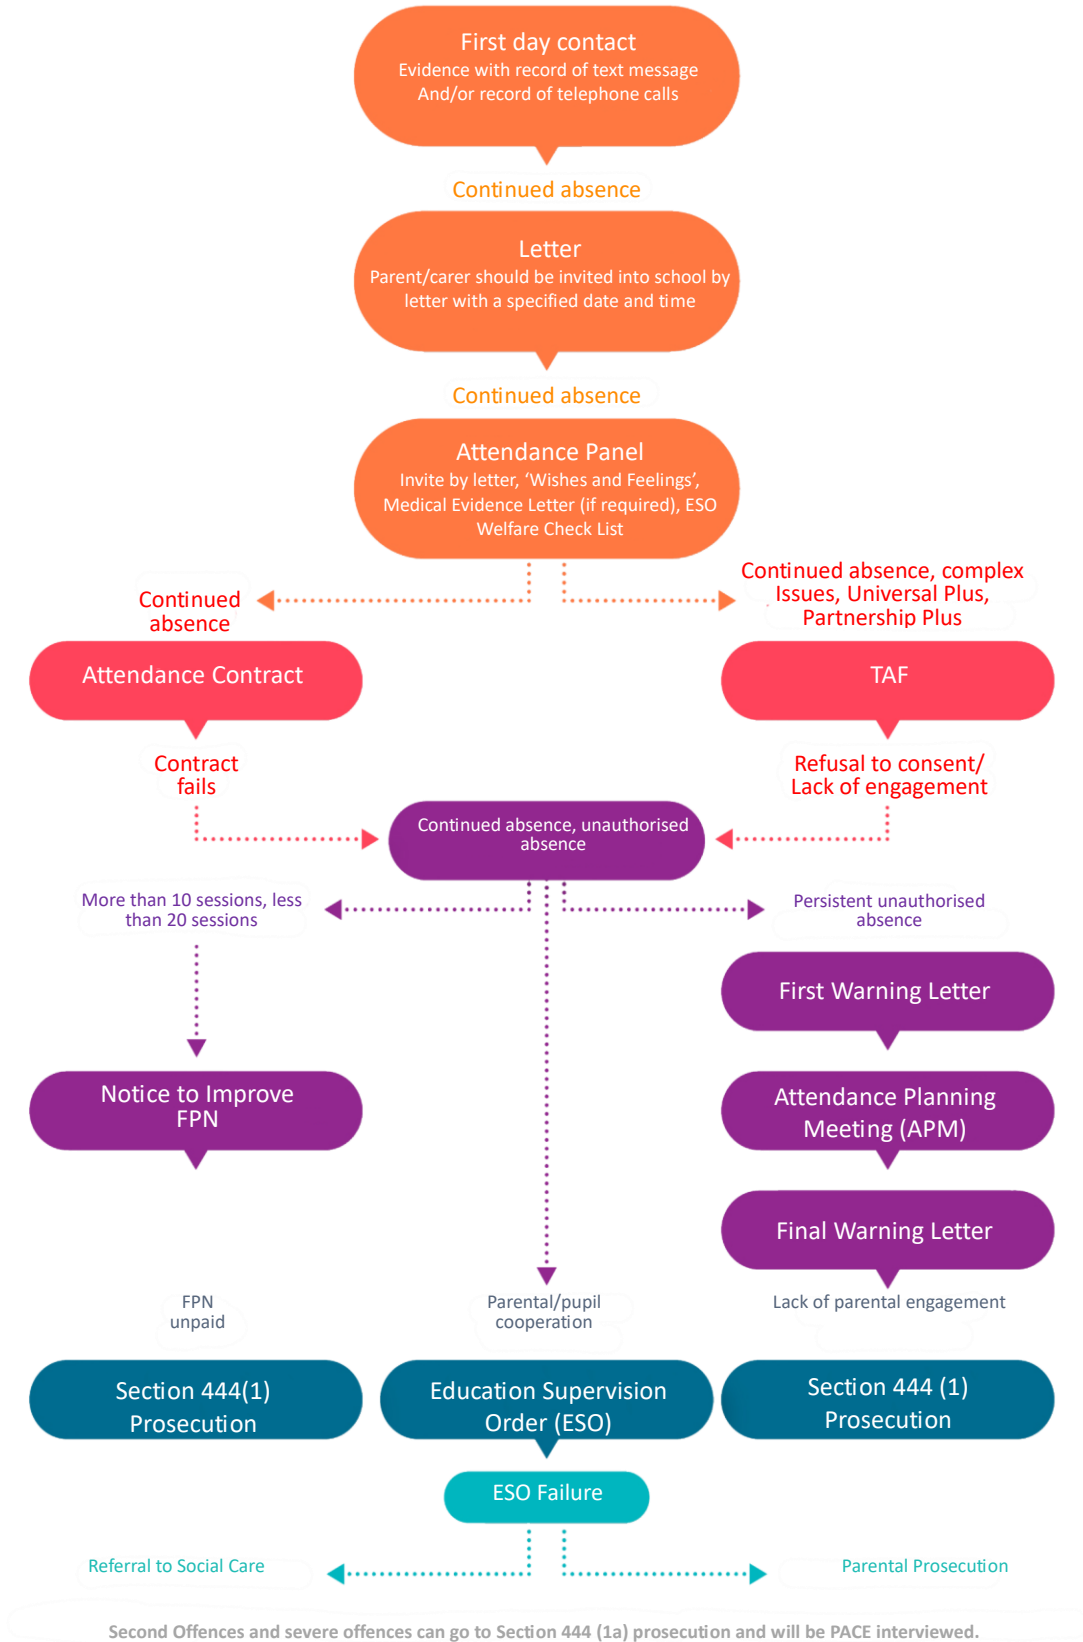 First day contact
Evidence with record of text message
And/or record of telephone calls
Continued absence
Letter
Parent/carer should be invited into school by
letter with a specified date and time
Continued absence
Attendance Panel
Invite by letter, ‘Wishes and Feelings’,
Medical Evidence Letter (if required), ESO
Welfare Check List
Continued
absence
Continued absence, complex
Issues, Universal Plus,
Partnership Plus
Attendance Contract
TAF
Contract
fails
Refusal to consent/
Lack of engagement
Continued absence, unauthorised
absence
More than 10 sessions, less
than 20 sessions
Persistent unauthorised
absence
First Warning Letter
Notice to Improve
FPN
Attendance Planning
Meeting (APM)
Final Warning Letter
FPN
unpaid
Parental/pupil
cooperation
Lack of parental engagement
Section 444(1)
Prosecution
Education Supervision
Order (ESO)
Section 444 (1)
Prosecution
ESO Failure
Referral to Social Care
Parental Prosecution
Second Offences and severe offences can go to Section 444 (1a) prosecution and will be PACE interviewed.